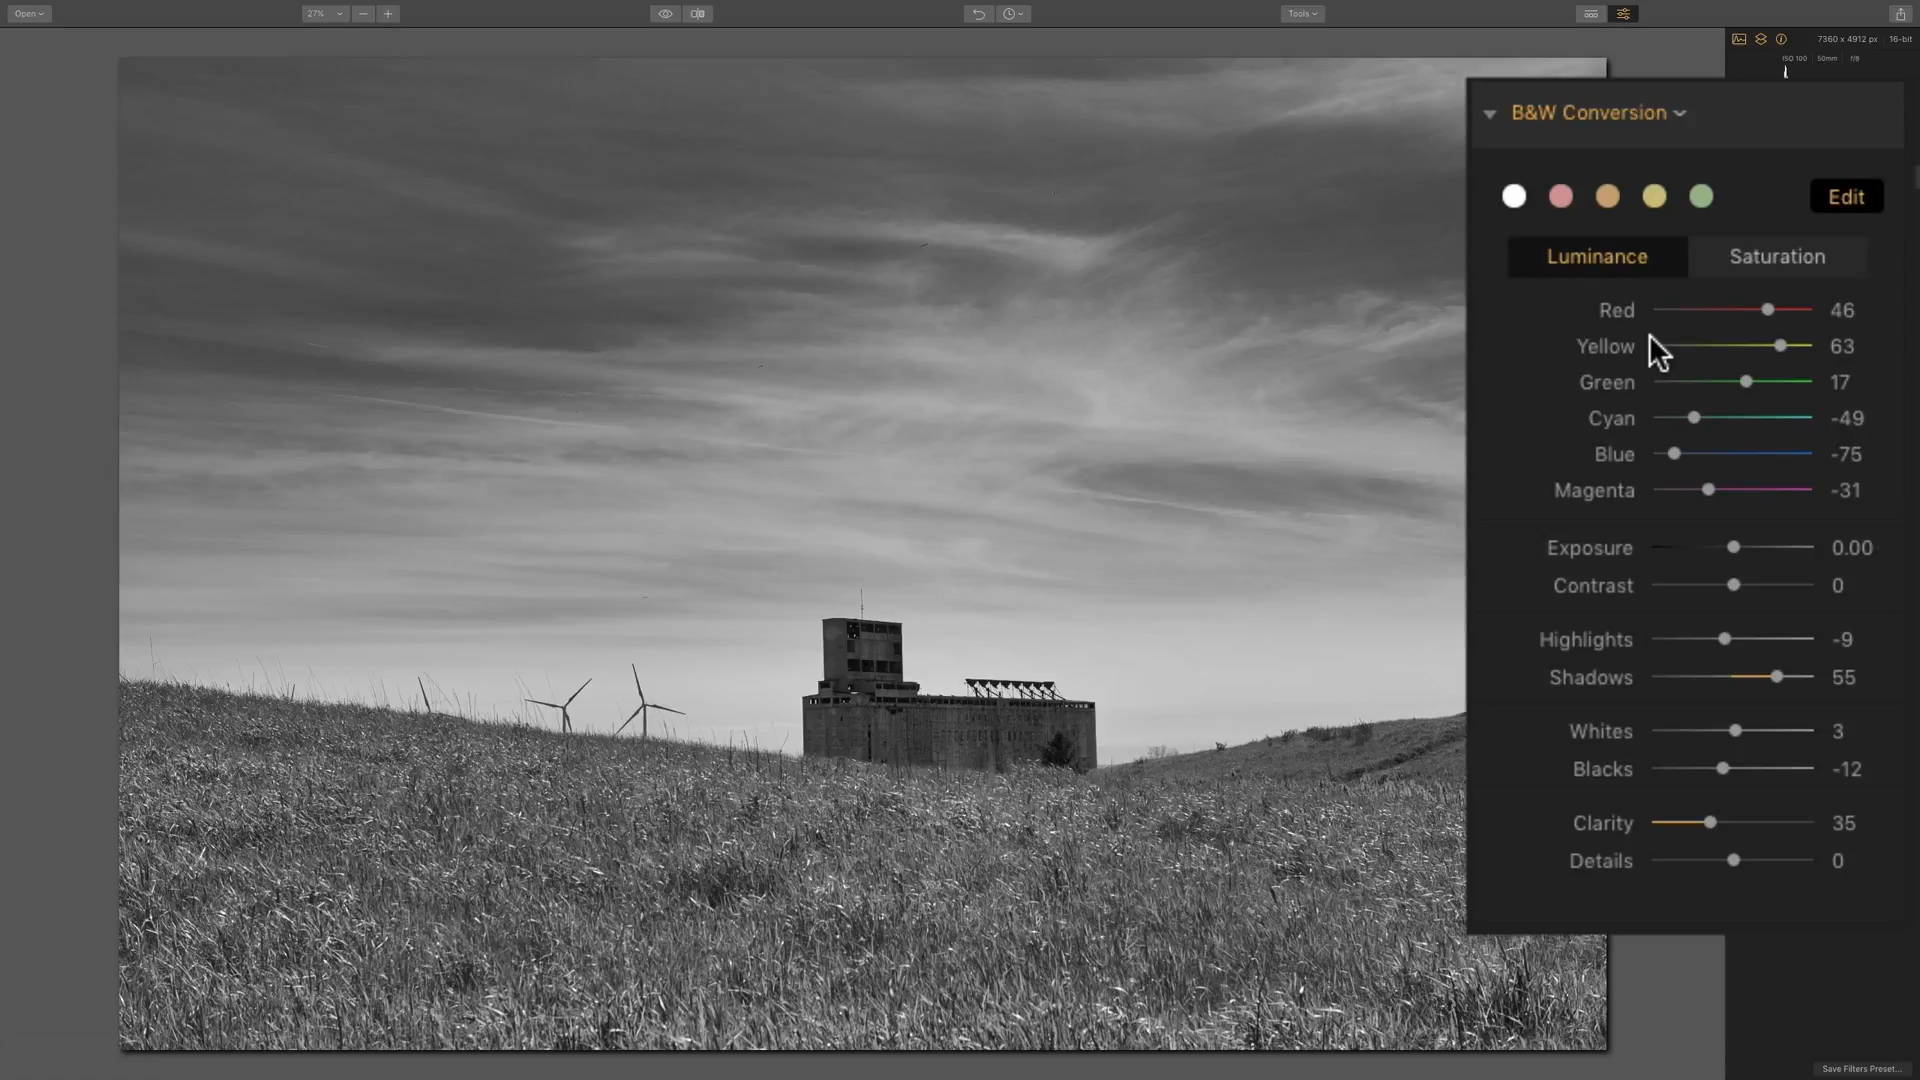 Open
27%
Tools
7360 x 4912 px 16-bit
ISO 100 50mm f/8
B&W Conversion
Edit
Luminance Saturation
Red 46
Yellow 63
Green 17
Cyan -49
Blue -75
Magenta -31
Exposure 0.00
Contrast 0
Highlights -9
Shadows 55
Whites 3
Blacks -12
Clarity 35
Details 0
Save Filters Preset...